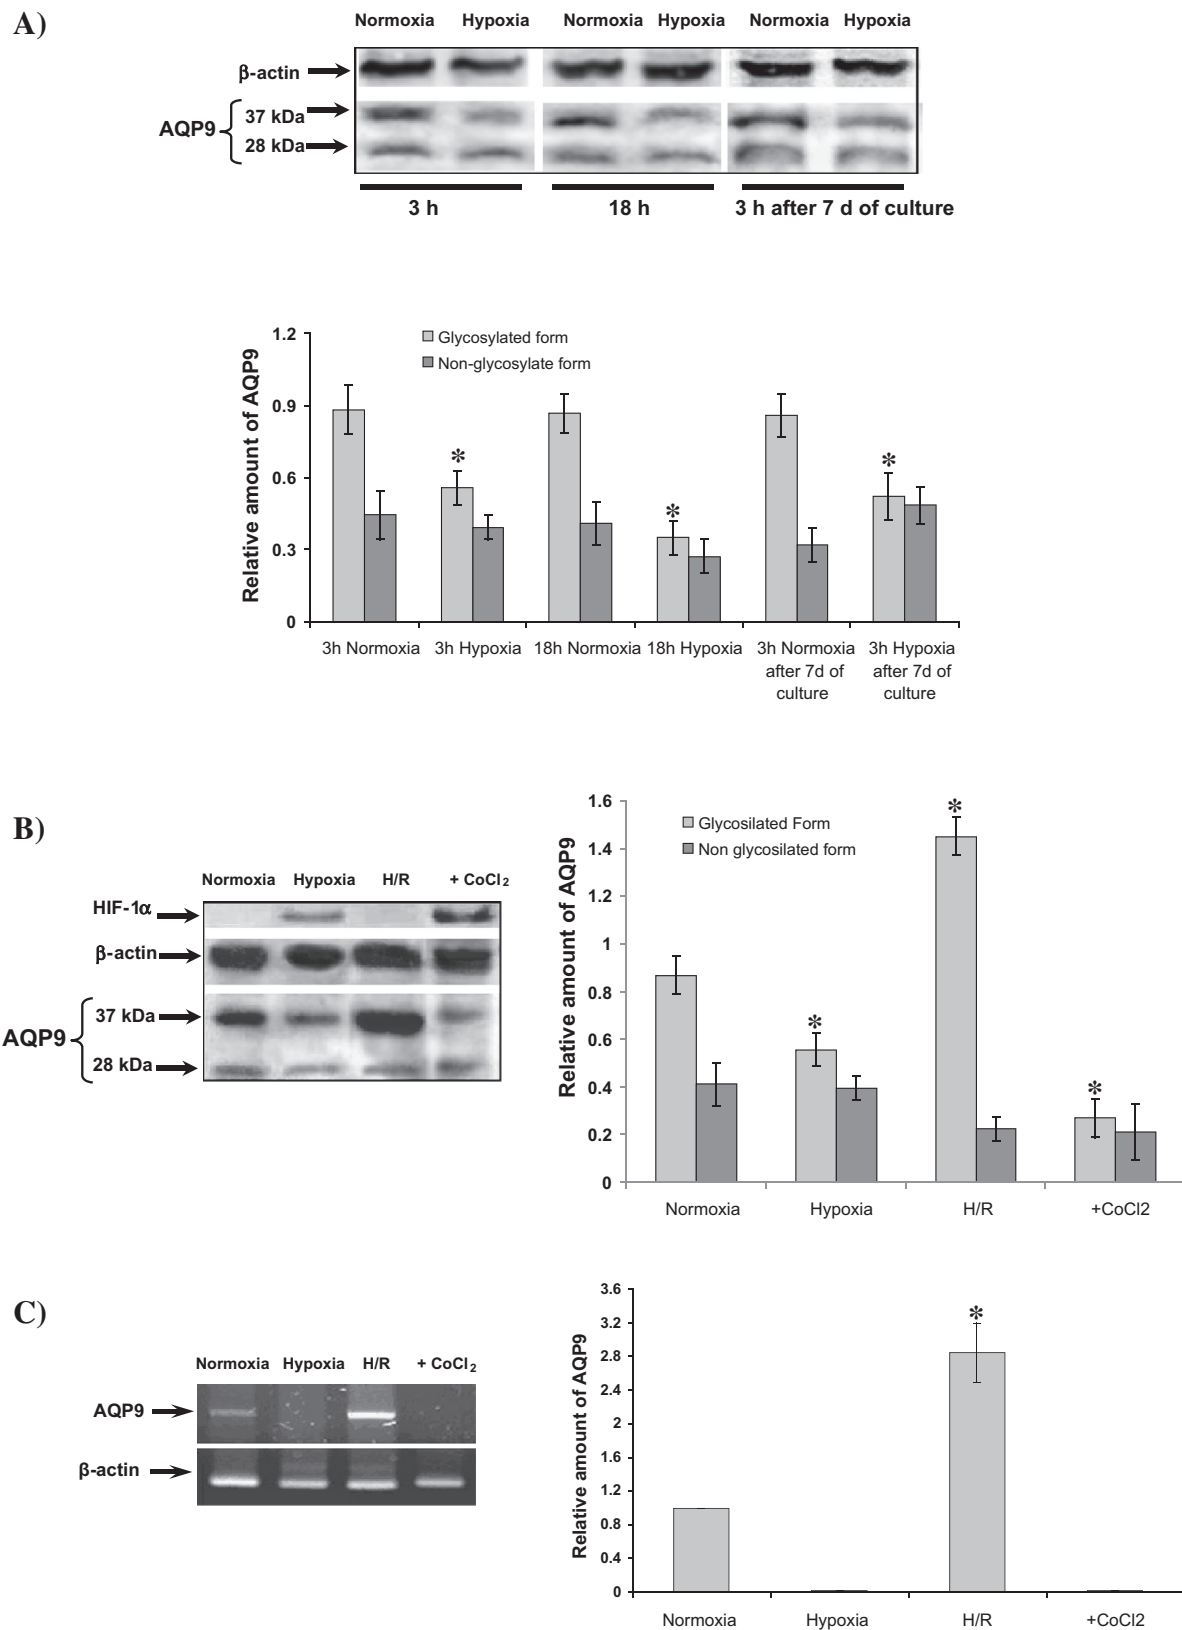 A)
Normoxia Hypoxia Normoxia Hypoxia Normoxia Hypoxia
β-actin
37 kDa
AQP9
28 kDa
3 h 18 h 3 h after 7 d of culture
Relative amount of AQP9
Glycosylated form
Non-glycosylate form
1.2
0.9
0.6
0.3
0
* * *
3h Normoxia 3h Hypoxia 18h Normoxia 18h Hypoxia 3h Normoxia 3h Hypoxia
after 7d of after 7d of
culture culture
B)
Normoxia Hypoxia H/R + CoCl2
HIF-1α
β-actin
37 kDa
AQP9
28 kDa
Relative amount of AQP9
Glycosilated Form
Non glycosilated form
1.6
1.4
1.2
1
0.8
0.6
0.4
0.2
0
* * *
Normoxia Hypoxia H/R +CoCl2
C)
Normoxia Hypoxia H/R + CoCl2
AQP9
β-actin
Relative amount of AQP9
3.6
3.2
2.8
2.4
2
1.6
1.2
0.8
0.4
0
*
Normoxia Hypoxia H/R +CoCl2